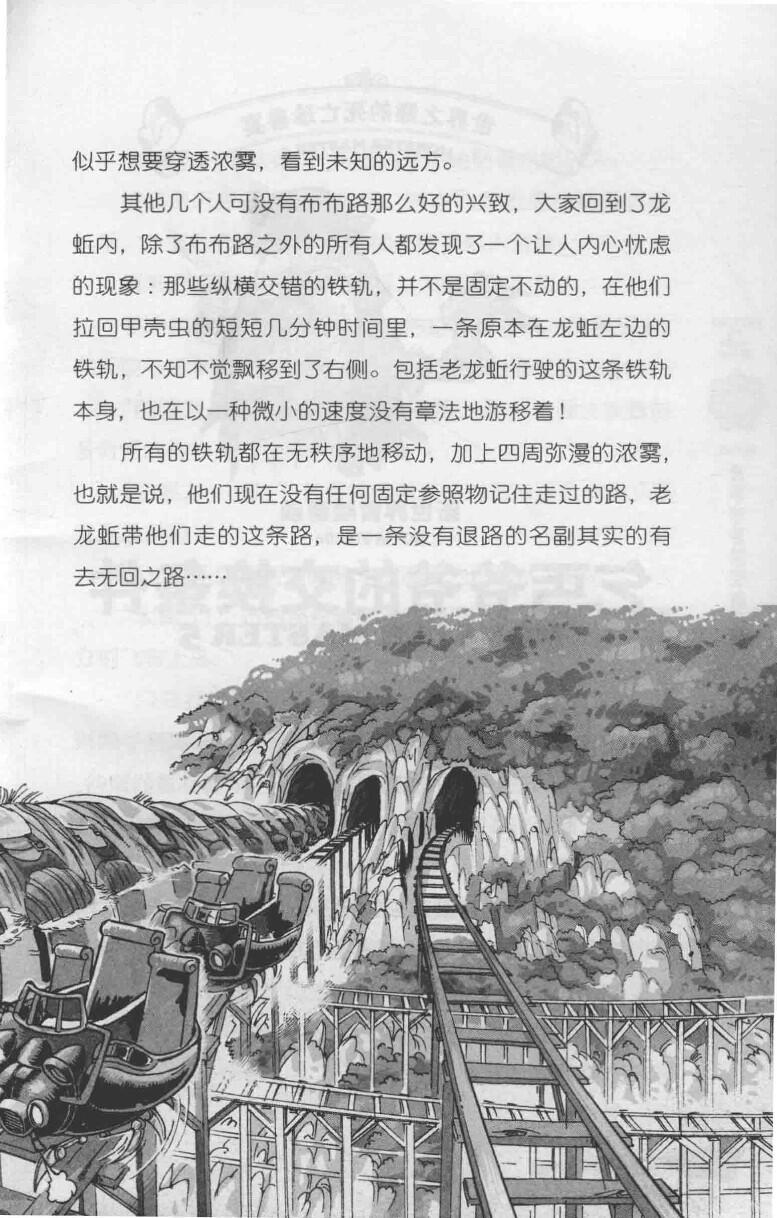 似乎想要穿透浓雾，看到未知的远方。
其他几个人可没有布布路那么好的兴致，大家回到了龙
蚯内，除了布布路之外的所有人都发现了一个让人内心忧虑
的现象：那些纵横交错的铁轨，并不是固定不动的，在他们
拉回甲壳虫的短短几分钟时间里，一条原本在龙蚯左边的
铁轨，不知不觉飘移到了右侧。包括老龙蚯行驶的这条铁轨
本身，也在以一种微小的速度没有章法地游移着！
所有的铁轨都在无秩序地移动，加上四周弥漫的浓雾，
也就是说，他们现在没有任何固定参照物记住走过的路，老
龙蚯带他们走的这条路，是一条没有退路的名副其实的有
去无回之路……